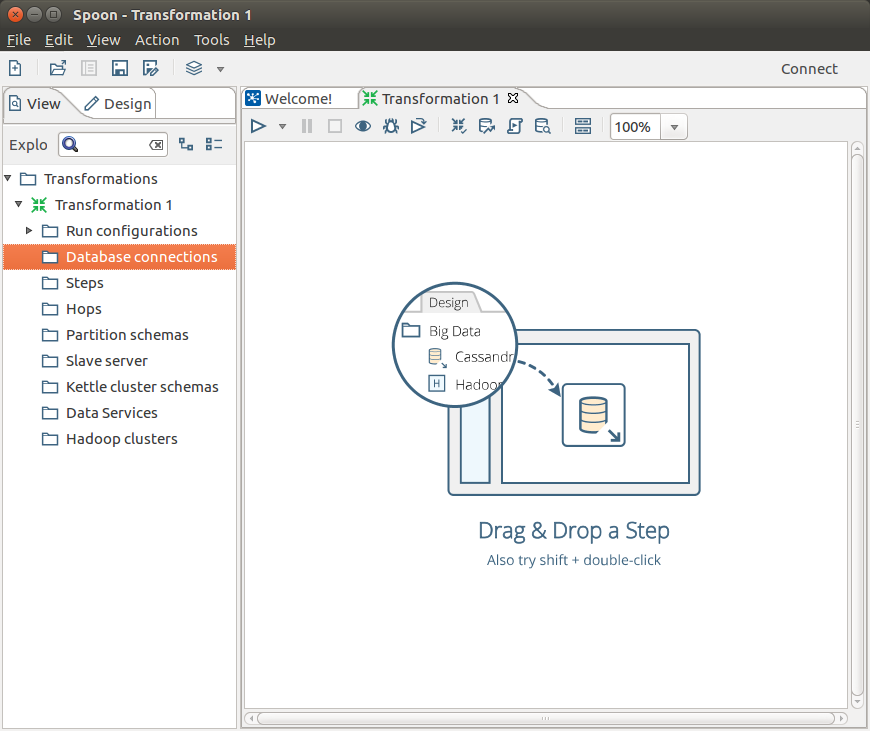 Spoon - Transformation 1
File Edit View Action Tools Help
Connect
View Design
Welcome! Transformation 1
Explo
100%
Transformations
Transformation 1
Run configurations
Database connections
Steps
Hops
Partition schemas
Slave server
Kettle cluster schemas
Data Services
Hadoop clusters
Design
Big Data
Cassandr
H Hadoop
Drag & Drop a Step
Also try shift + double-click